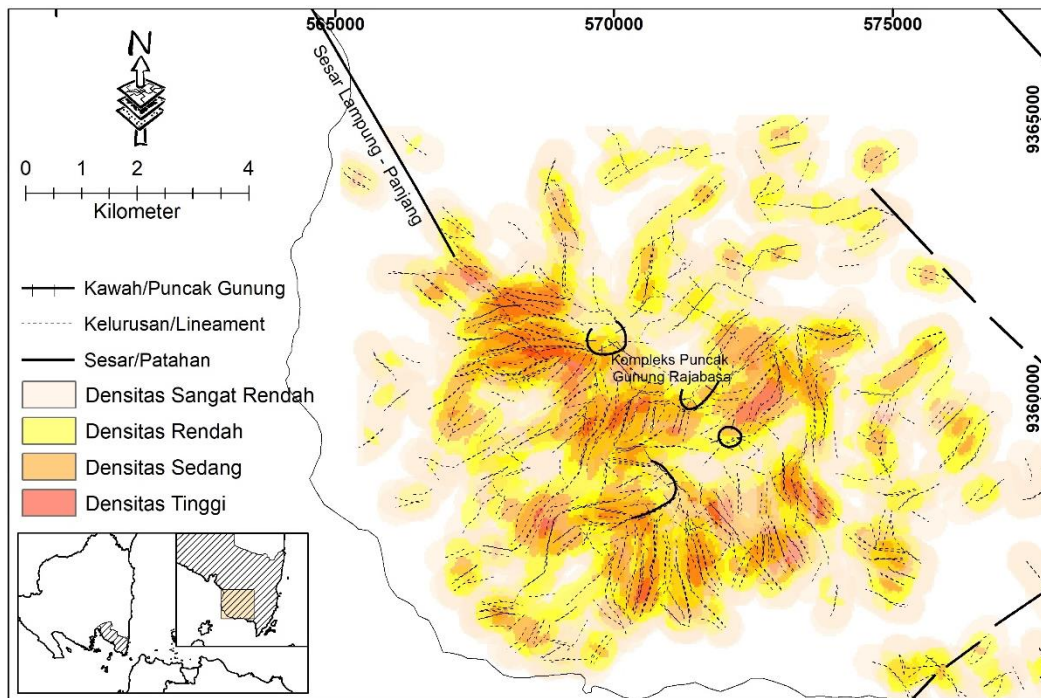 565000
570000
575000
N
0
2
4
Kilometer
Sesar Lampung - Panjang
9365000
9360000
Kompleks Puncak
Gunung Rajabasa
Kawah/Puncak Gunung
Kelurusan/Lineament
Sesar/Patahan
Densitas Sangat Rendah
Densitas Rendah
Densitas Sedang
Densitas Tinggi